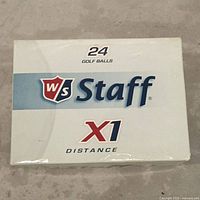 24
GOLF BALLS
W/S Staff®
X1
DISTANCE